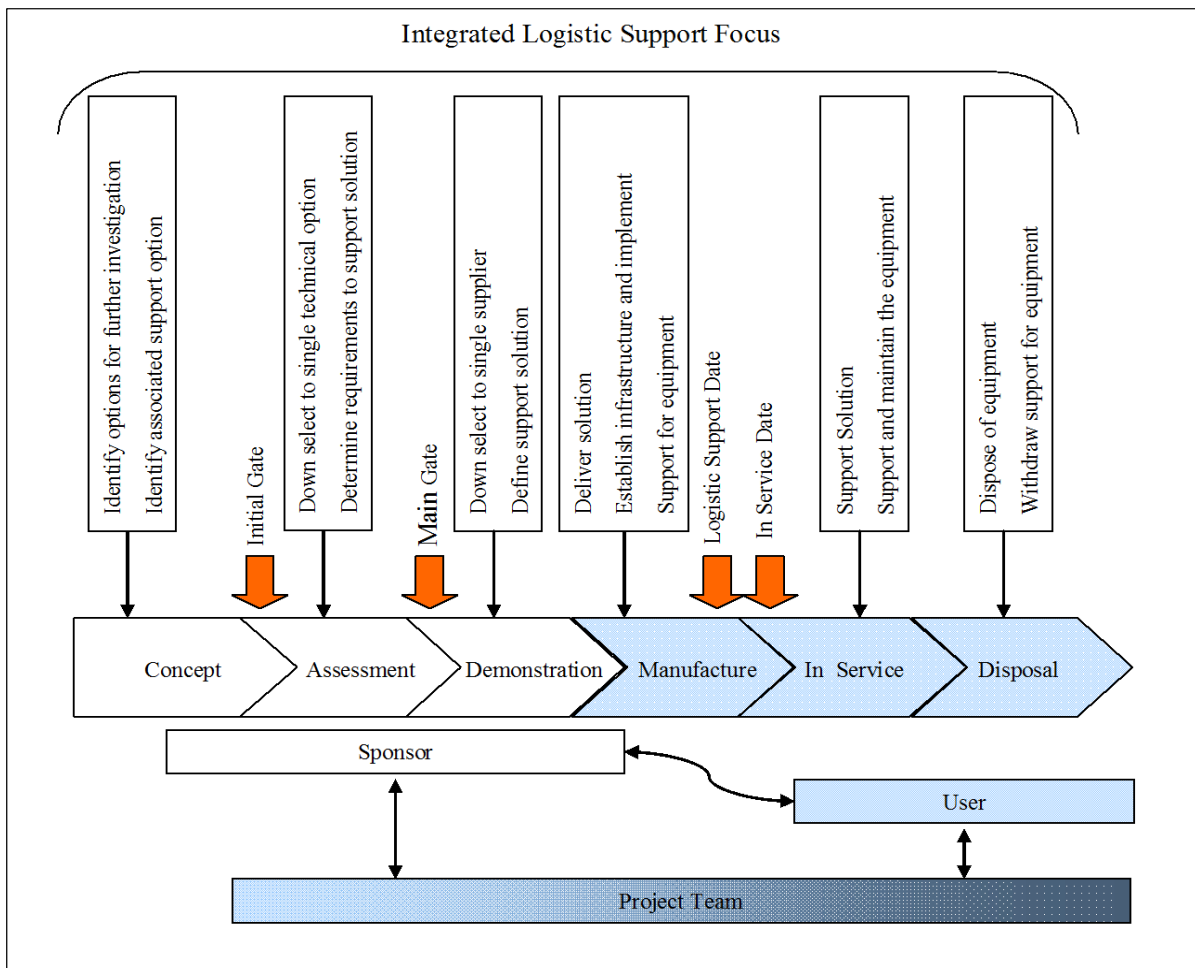 Integrated Logistic Support Focus
Identify options for further investigation
Identify associated support option
Initial Gate
Down select to single technical option
Determine requirements to support solution
Main Gate
Down select to single supplier
Define support solution
Deliver solution
Establish infrastructure and implement
Support for equipment
Logistic Support Date
In Service Date
Support Solution
Support and maintain the equipment
Dispose of equipment
Withdraw support for equipment
Concept
Assessment
Demonstration
Manufacture
In Service
Disposal
Sponsor
User
Project Team